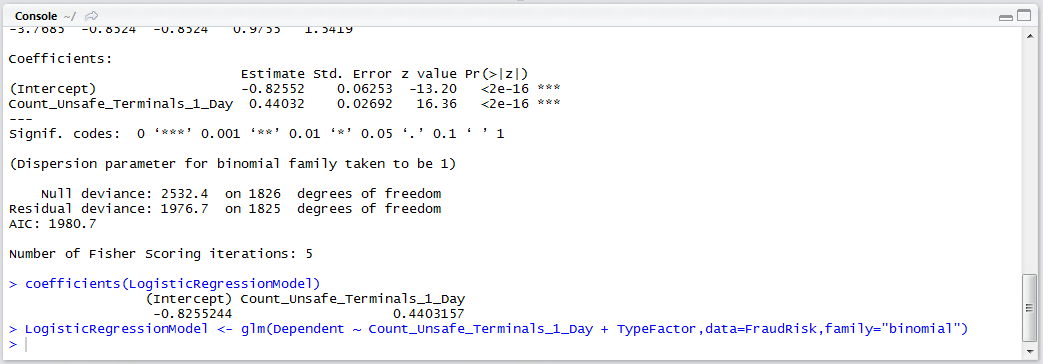 Console ~/
-3.7685 -0.8524 -0.8524 0.9755 1.5419
Coefficients:
Estimate Std. Error z value Pr(>|z|)
(Intercept) -0.82552 0.06253 -13.20 <2e-16 ***
Count_Unsafe_Terminals_1_Day 0.44032 0.02692 16.36 <2e-16 ***
---
Signif. codes: 0 ‘***’ 0.001 ‘**’ 0.01 ‘*’ 0.05 ‘.’ 0.1 ‘ ’ 1
(Dispersion parameter for binomial family taken to be 1)
Null deviance: 2532.4 on 1826 degrees of freedom
Residual deviance: 1976.7 on 1825 degrees of freedom
AIC: 1980.7
Number of Fisher Scoring iterations: 5
> coefficients(LogisticRegressionModel)
(Intercept) Count_Unsafe_Terminals_1_Day
-0.8255244 0.4403157
> LogisticRegressionModel <- glm(Dependent ~ Count_Unsafe_Terminals_1_Day + TypeFactor,data=FraudRisk,family="binomial")
>